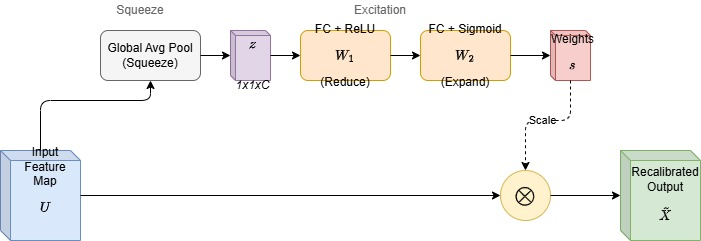 Squeeze
Excitation
Global Avg Pool
(Squeeze)
z
1x1xC
FC + ReLU
W₁
(Reduce)
FC + Sigmoid
W₂
(Expand)
Weights
s
Scale
Input
Feature
Map
U
⊗
Recalibrated
Output
X̃